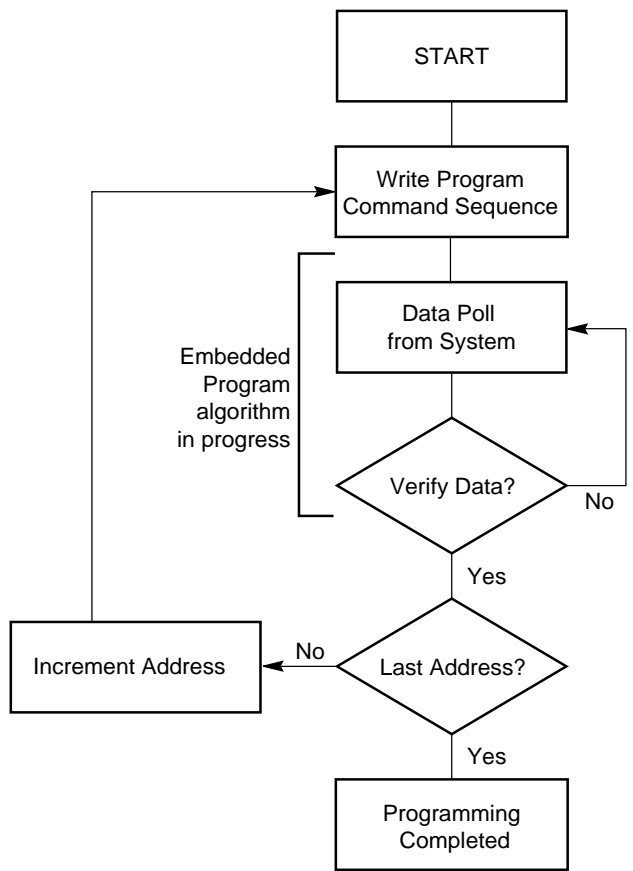 START
Write Program
Command Sequence
Data Poll
from System
Embedded
Program
algorithm
in progress
Verify Data?
No
Yes
Increment Address
No
Last Address?
Yes
Programming
Completed